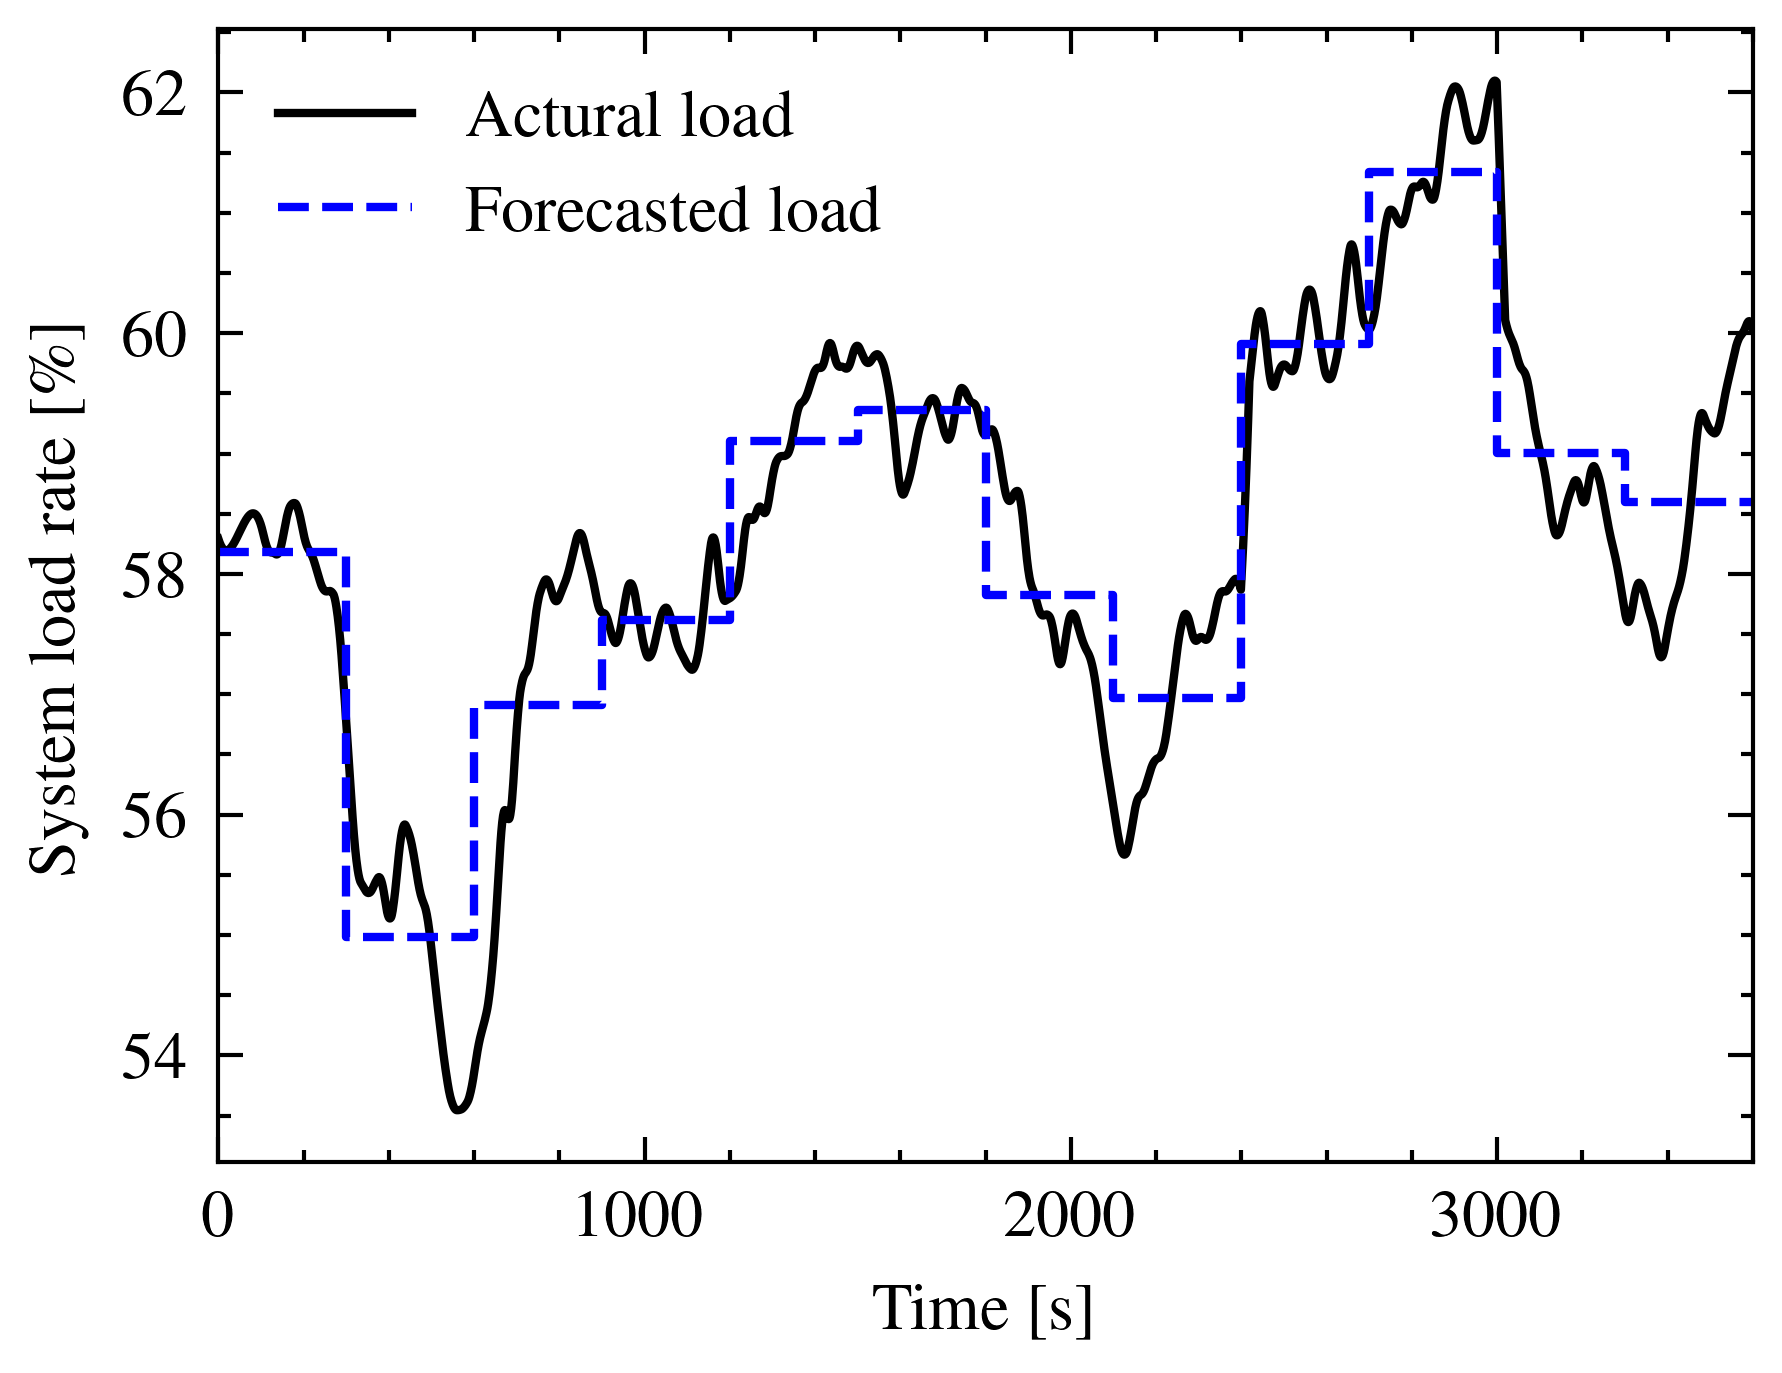 62
60
58
56
54
System load rate [%]
Actural load
Forecasted load
0 1000 2000 3000
Time [s]